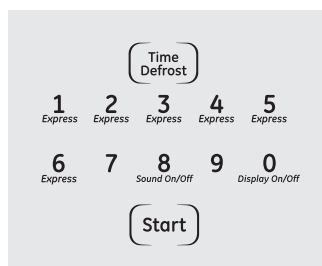 Time
Defrost
1 2 3 4 5
Express Express Express Express Express
6 7 8 9 0
Express Sound On/Off Display On/Off
Start